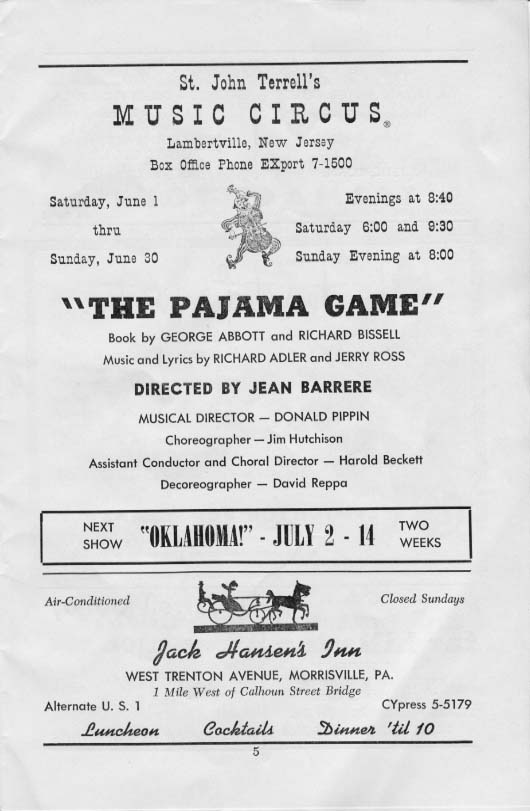 St. John Terrell's
MUSIC CIRCUS®
Lambertville, New Jersey
Box Office Phone EXport 7-1500
Saturday, June 1
thru
Sunday, June 30
Evenings at 8:40
Saturday 6:00 and 9:30
Sunday Evening at 8:00
"THE PAJAMA GAME"
Book by GEORGE ABBOTT and RICHARD BISSELL
Music and Lyrics by RICHARD ADLER and JERRY ROSS
DIRECTED BY JEAN BARRERE
MUSICAL DIRECTOR — DONALD PIPPIN
Choreographer — Jim Hutchison
Assistant Conductor and Choral Director — Harold Beckett
Decoreographer — David Reppa
NEXT SHOW "OKLAHOMA!" - JULY 2 - 14 TWO WEEKS
Air-Conditioned
Closed Sundays
Jack Hansen's Inn
WEST TRENTON AVENUE, MORRISVILLE, PA.
1 Mile West of Calhoun Street Bridge
Alternate U. S. 1
CYpress 5-5179
Luncheon Cocktails Dinner 'til 10
5